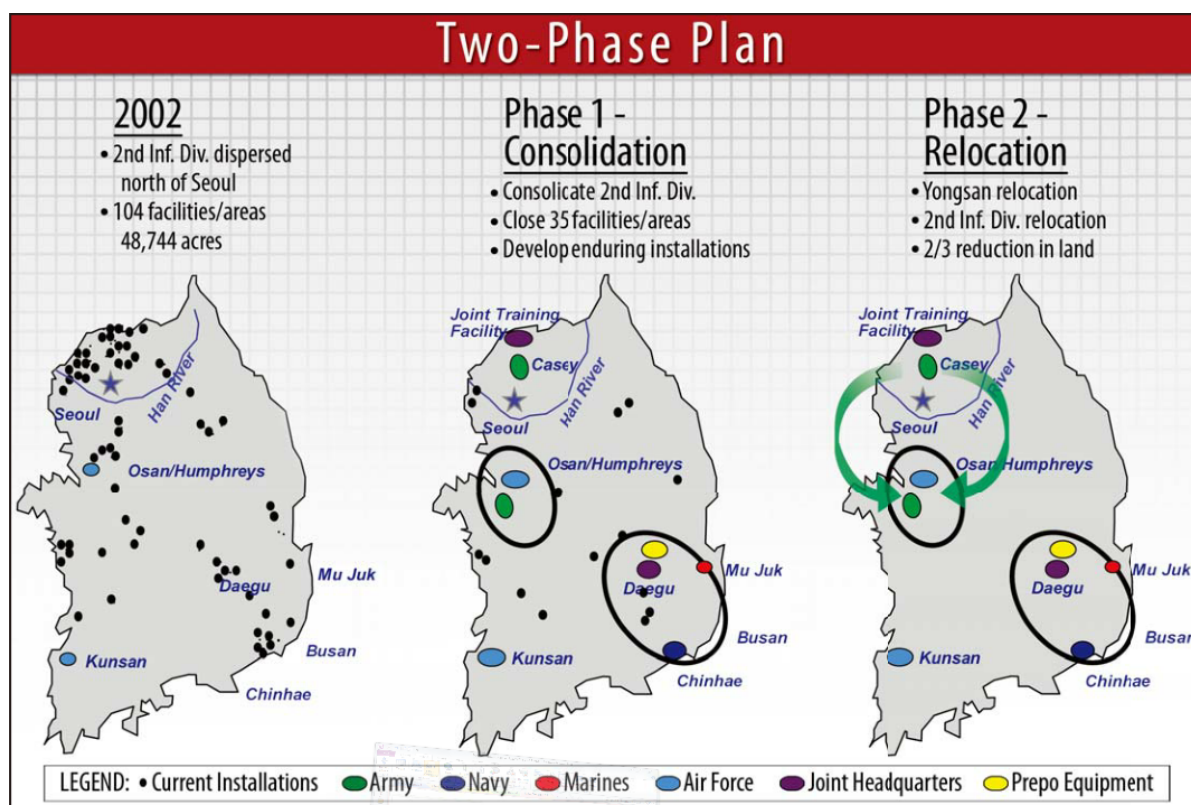 Two-Phase Plan
2002
• 2nd Inf. Div. dispersed
north of Seoul
• 104 facilities/areas
48,744 acres
Seoul
Han River
Osan/Humphreys
Daegu
Mu Juk
Kunsan
Busan
Chinhae
Phase 1 -
Consolidation
• Consolicate 2nd Inf. Div.
• Close 35 facilities/areas
• Develop enduring installations
Joint Training
Facility
Casey
Han River
Seoul
Osan/Humphreys
Mu Juk
Daegu
Busan
Kunsan
Chinhae
Phase 2 -
Relocation
• Yongsan relocation
• 2nd Inf. Div. relocation
• 2/3 reduction in land
Joint Training
Facility
Casey
Han River
Seoul
Osan/Humphreys
Mu Juk
Daegu
Busan
Kunsan
Chinhae
LEGEND: • Current Installations Army Navy Marines Air Force Joint Headquarters Prepo Equipment